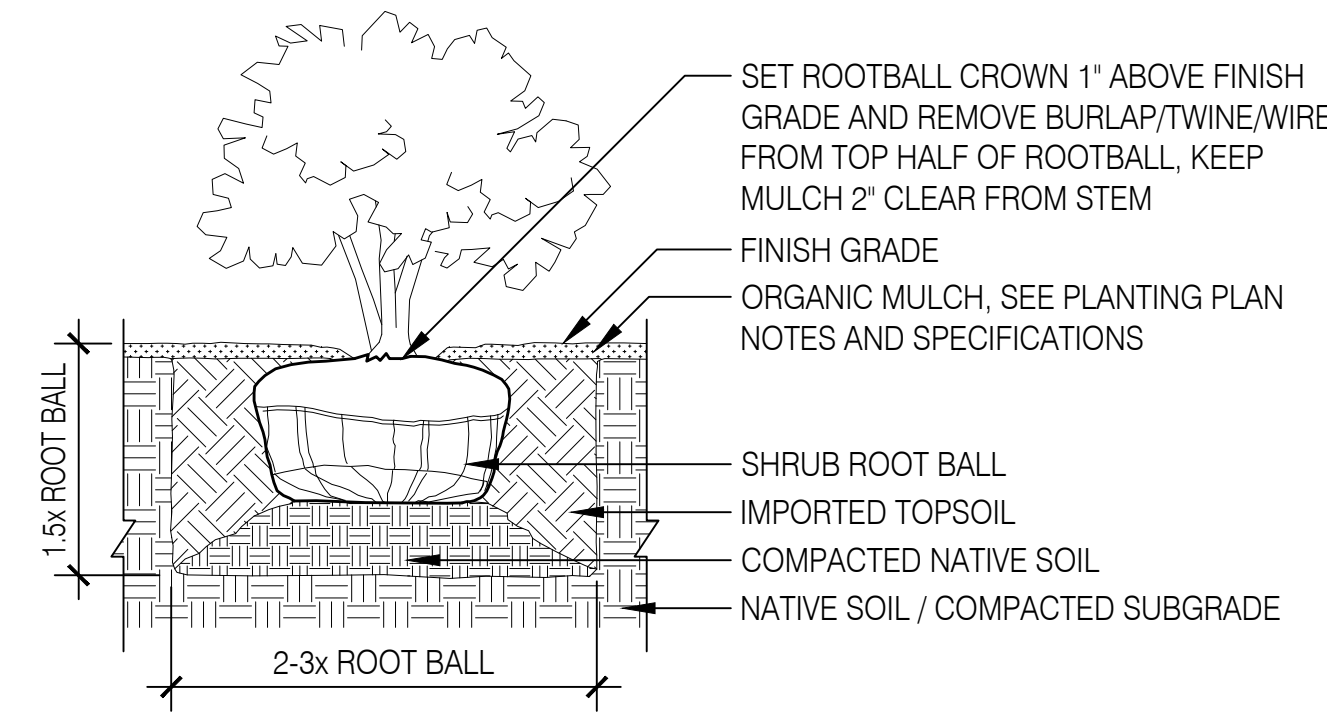 SET ROOTBALL CROWN 1" ABOVE FINISH
GRADE AND REMOVE BURLAP/TWINE/WIRE
FROM TOP HALF OF ROOTBALL, KEEP
MULCH 2" CLEAR FROM STEM
FINISH GRADE
ORGANIC MULCH, SEE PLANTING PLAN
NOTES AND SPECIFICATIONS
1.5x ROOT BALL
SHRUB ROOT BALL
IMPORTED TOPSOIL
COMPACTED NATIVE SOIL
NATIVE SOIL / COMPACTED SUBGRADE
2-3x ROOT BALL